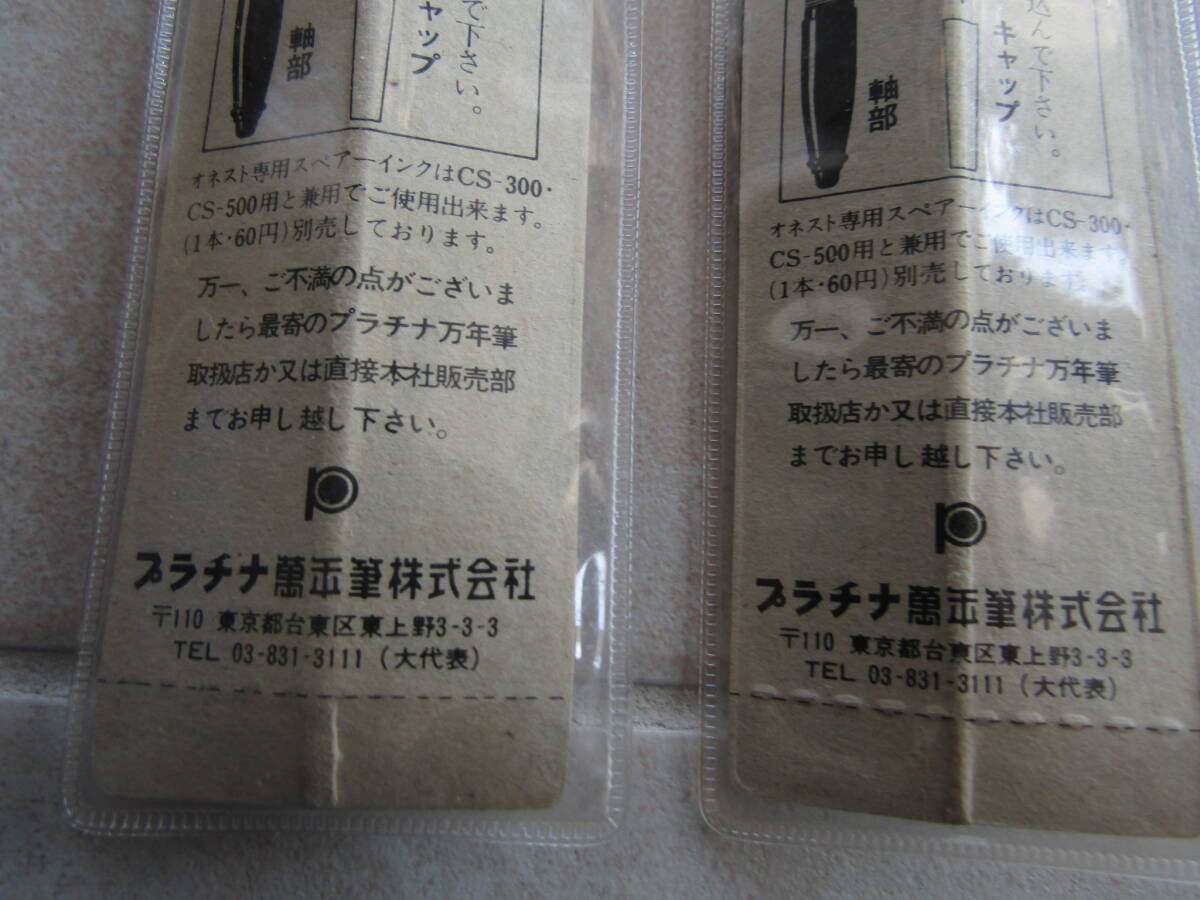 で下さい。
キャップ
軸部
オネスト専用スペアーインクはCS-300・
CS-500用と兼用でご使用出来ます。
(1本・60円)別売しております。
万一、ご不満の点がございま
したら最寄のプラチナ万年筆
取扱店か又は直接本社販売部
までお申し越し下さい。
プラチナ萬年筆株式会社
〒110 東京都台東区東上野3-3-3
TEL 03-831-3111 (大代表)
込んで下さい。
キャップ
軸部
オネスト専用スペアーインクはCS-300・
CS-500用と兼用でご使用出来ます
(1本・60円)別売しております。
万一、ご不満の点がございま
したら最寄のプラチナ万年筆
取扱店か又は直接本社販売部
までお申し越し下さい。
プラチナ萬年筆株式会社
〒110 東京都台東区東上野3-3-3
TEL 03-831-3111 (大代表)